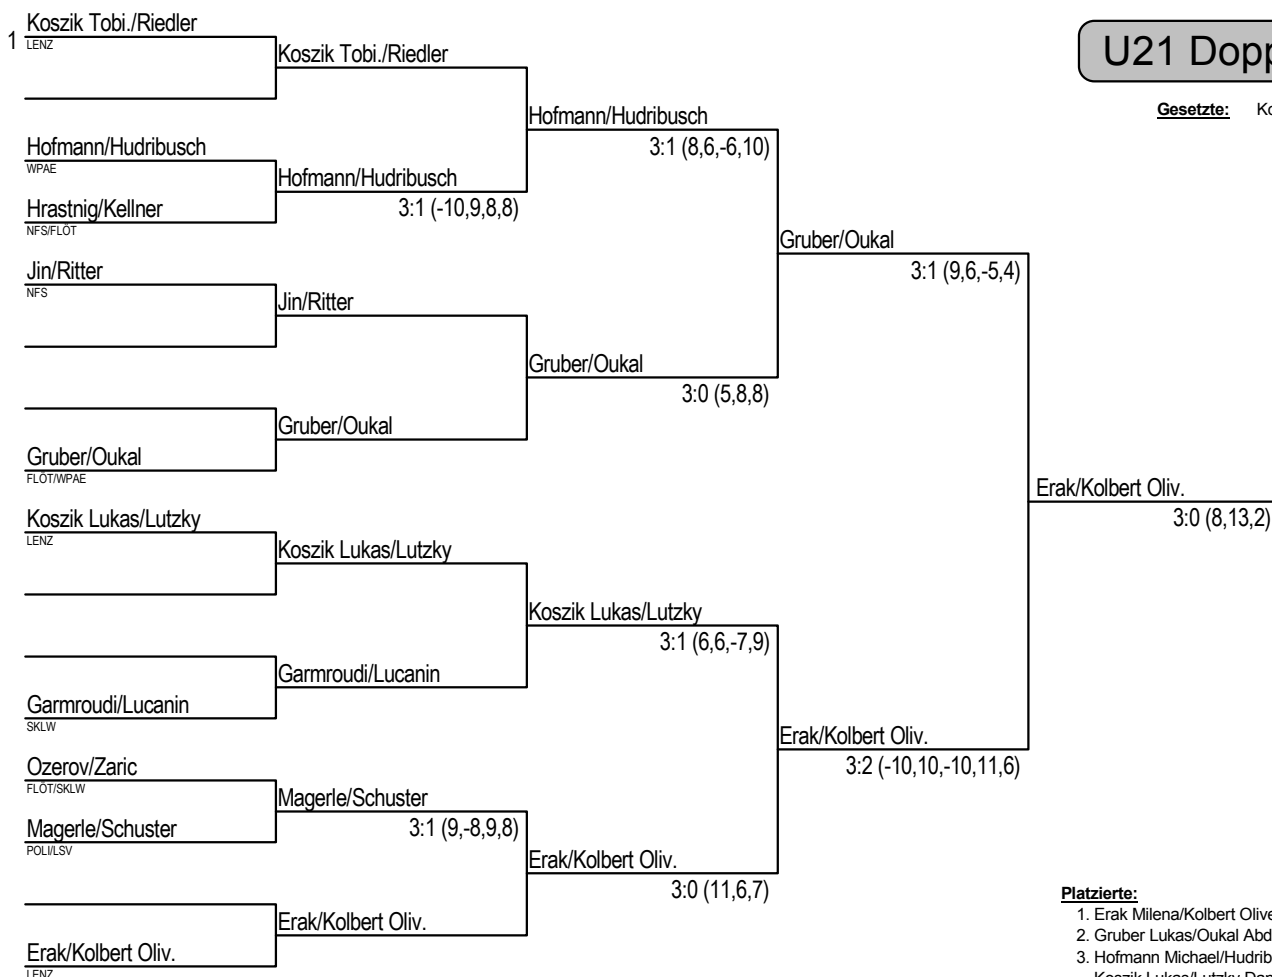 U21 Dopp
Gesetzte: Ko
1 Koszik Tobi./Riedler
LENZ
Hofmann/Hudribusch
WPAE
Hrastnig/Kellner
NFS/FLÖT
Jin/Ritter
NFS
Gruber/Oukal
FLÖT/WPAE
Koszik Lukas/Lutzky
LENZ
Garmroudi/Lucanin
SKLW
Ozerov/Zaric
FLÖT/SKLW
Magerle/Schuster
POLI/LSV
Erak/Kolbert Oliv.
LENZ
Koszik Tobi./Riedler
Hofmann/Hudribusch
3:1 (-10,9,8,8)
Jin/Ritter
Gruber/Oukal
Koszik Lukas/Lutzky
Garmroudi/Lucanin
Magerle/Schuster
3:1 (9,-8,9,8)
Erak/Kolbert Oliv.
Hofmann/Hudribusch
3:1 (8,6,-6,10)
Gruber/Oukal
3:0 (5,8,8)
Koszik Lukas/Lutzky
3:1 (6,6,-7,9)
Erak/Kolbert Oliv.
3:0 (11,6,7)
Gruber/Oukal
3:1 (9,6,-5,4)
Erak/Kolbert Oliv.
3:2 (-10,10,-10,11,6)
Erak/Kolbert Oliv.
3:0 (8,13,2)
Platzierte:
1. Erak Milena/Kolbert Olive
2. Gruber Lukas/Oukal Abd
3. Hofmann Michael/Hudrib
Koszik Lukas/Lutzky Dan